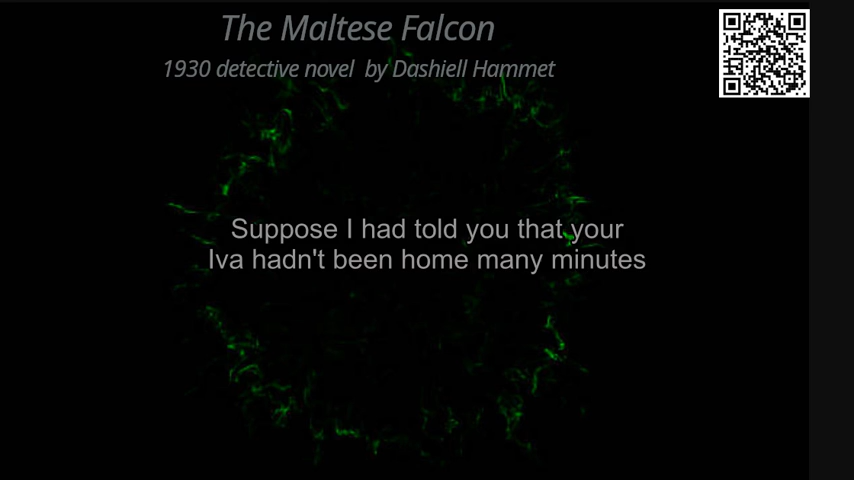 The Maltese Falcon
1930 detective novel by Dashiell Hammet
Suppose I had told you that your
Iva hadn't been home many minutes